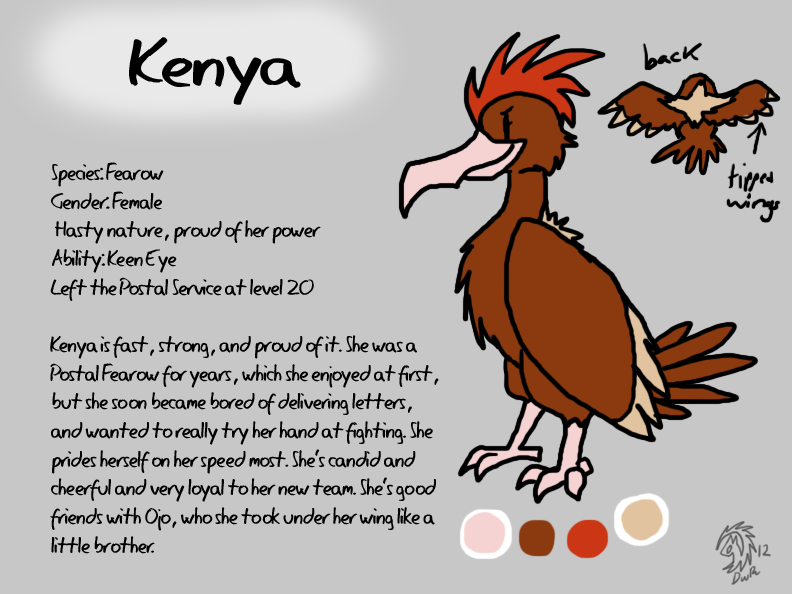 Kenya
back
tipped
wings
Species: Fearow
Gender: Female
Hasty nature, proud of her power
Ability: Keen Eye
Left the Postal Service at level 20
Kenya is fast, strong, and proud of it. She was a
Postal Fearow for years, which she enjoyed at first,
but she soon became bored of delivering letters,
and wanted to really try her hand at fighting. She
prides herself on her speed most. She's candid and
cheerful and very loyal to her new team. She's good
friends with Ojo, who she took under her wing like a
little brother.
12